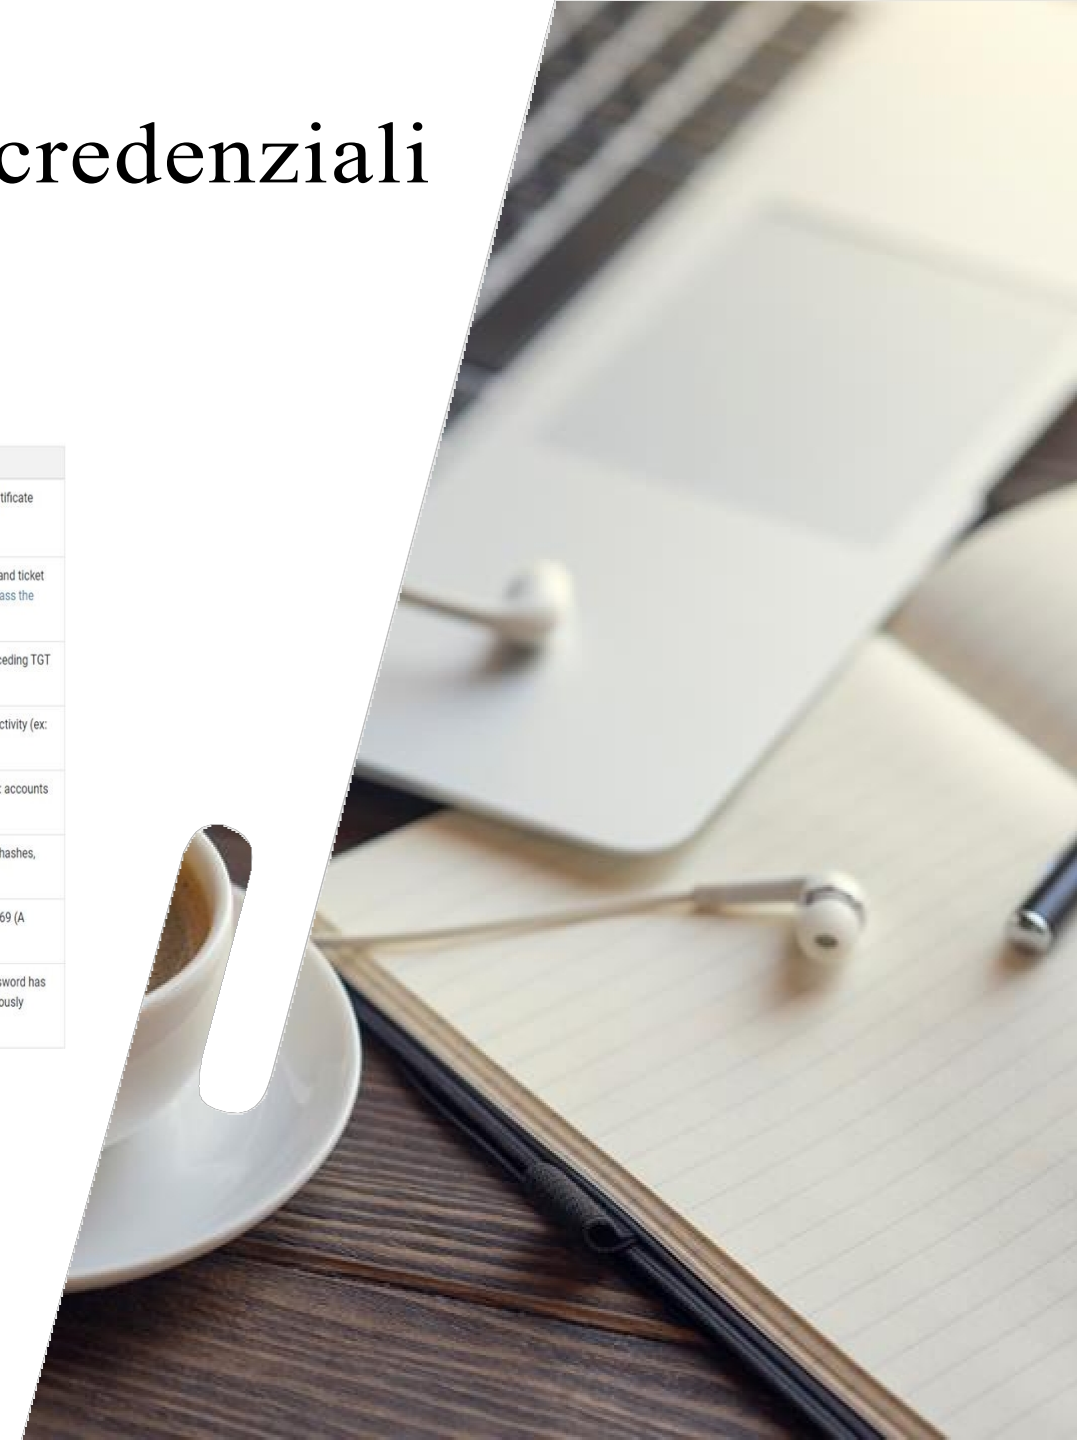 credenziali
tificate
and ticket
ass the
ceding TGT
ctivity (ex:
t accounts
hashes,
69 (A
sword has
ously